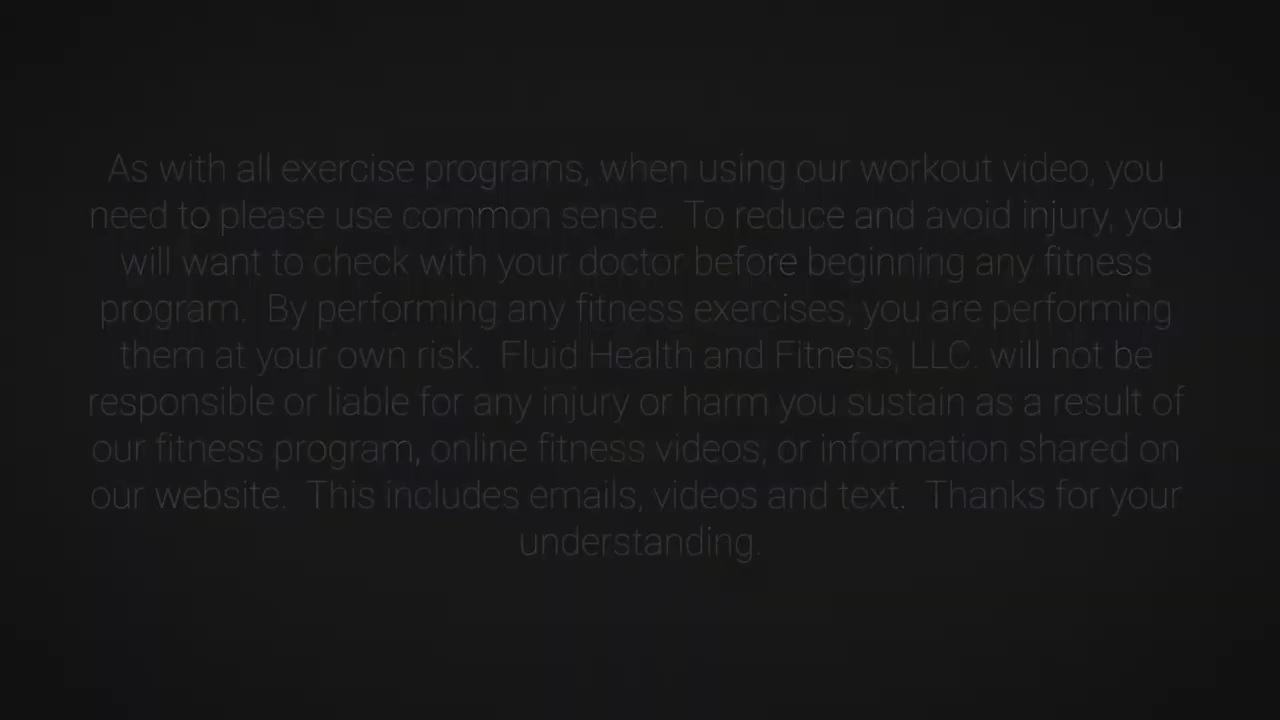 As with all exercise programs, when using our workout video, you
need to please use common sense.  To reduce and avoid injury, you
will want to check with your doctor before beginning any fitness
program.  By performing any fitness exercises, you are performing
them at your own risk.  Fluid Health and Fitness, LLC. will not be
responsible or liable for any injury or harm you sustain as a result of
our fitness program, online fitness videos, or information shared on
our website.  This includes emails, videos and text.  Thanks for your
understanding.